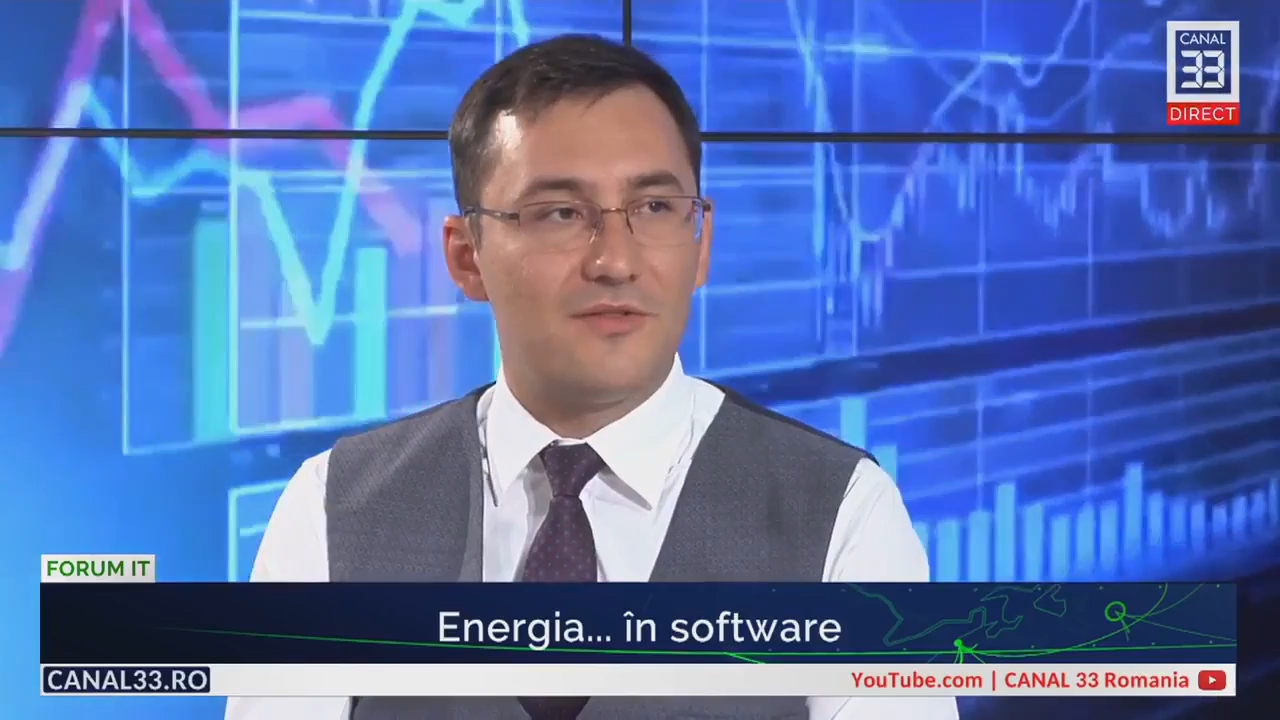 CANAL
33
DIRECT
FORUM IT
Energia... în software
CANAL33.RO
YouTube.com | CANAL 33 Romania